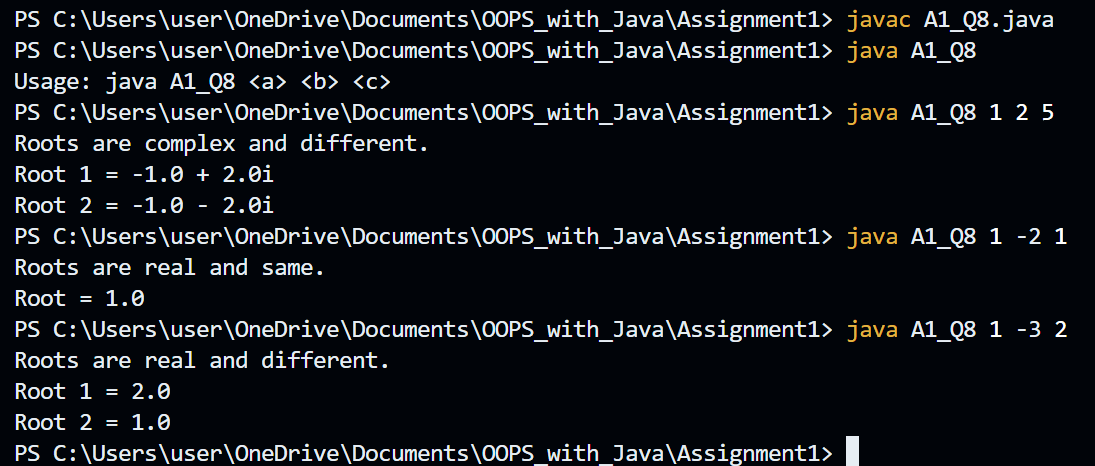 PS C:\Users\user\OneDrive\Documents\OOPS_with_Java\Assignment1> javac A1_Q8.java
PS C:\Users\user\OneDrive\Documents\OOPS_with_Java\Assignment1> java A1_Q8
Usage: java A1_Q8 <a> <b> <c>
PS C:\Users\user\OneDrive\Documents\OOPS_with_Java\Assignment1> java A1_Q8 1 2 5
Roots are complex and different.
Root 1 = -1.0 + 2.0i
Root 2 = -1.0 - 2.0i
PS C:\Users\user\OneDrive\Documents\OOPS_with_Java\Assignment1> java A1_Q8 1 -2 1
Roots are real and same.
Root = 1.0
PS C:\Users\user\OneDrive\Documents\OOPS_with_Java\Assignment1> java A1_Q8 1 -3 2
Roots are real and different.
Root 1 = 2.0
Root 2 = 1.0
PS C:\Users\user\OneDrive\Documents\OOPS_with_Java\Assignment1>